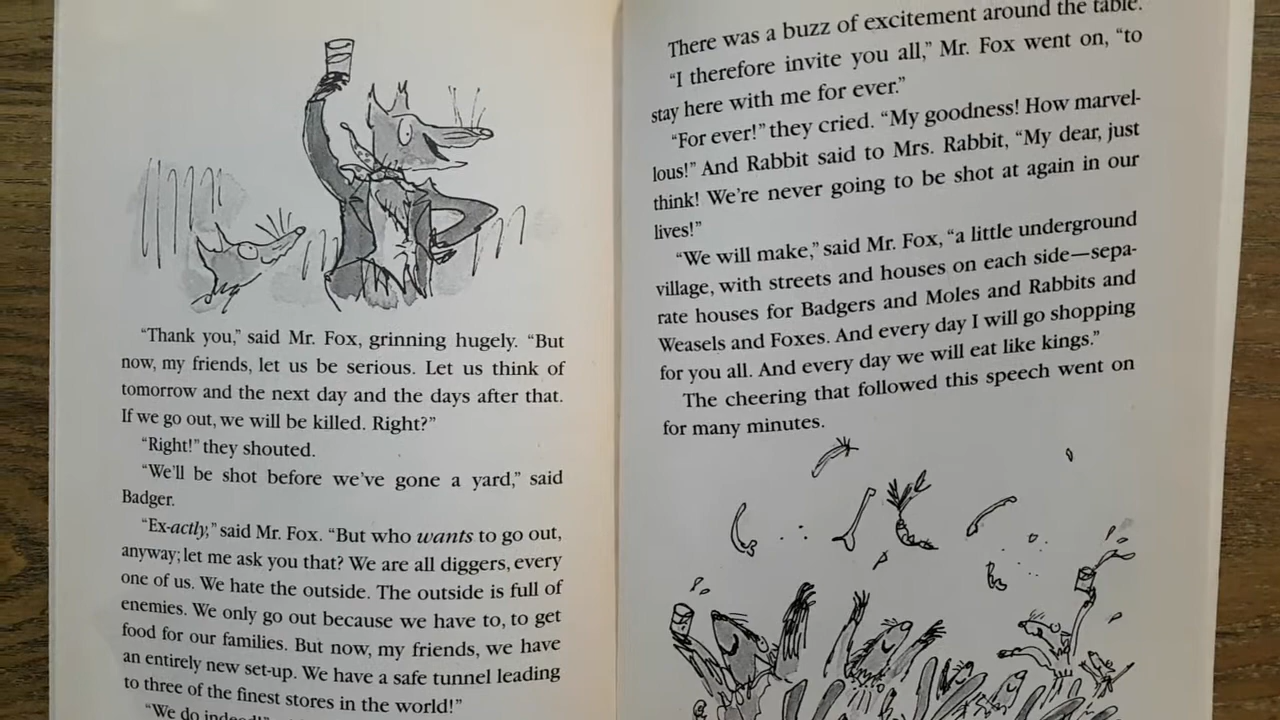 “Thank you,” said Mr. Fox, grinning hugely. “But
now, my friends, let us be serious. Let us think of
tomorrow and the next day and the days after that.
If we go out, we will be killed. Right?”
“Right!” they shouted.
“We’ll be shot before we’ve gone a yard,” said
Badger.
“Ex-actly,” said Mr. Fox. “But who wants to go out,
anyway; let me ask you that? We are all diggers, every
one of us. We hate the outside. The outside is full of
enemies. We only go out because we have to, to get
food for our families. But now, my friends, we have
an entirely new set-up. We have a safe tunnel leading
to three of the finest stores in the world!”
“We do indeed!”
There was a buzz of excitement around the table.
“I therefore invite you all,” Mr. Fox went on, “to
stay here with me for ever.”
“For ever!” they cried. “My goodness! How marvel-
lous!” And Rabbit said to Mrs. Rabbit, “My dear, just
think! We’re never going to be shot at again in our
lives!”
“We will make,” said Mr. Fox, “a little underground
village, with streets and houses on each side—sepa-
rate houses for Badgers and Moles and Rabbits and
Weasels and Foxes. And every day I will go shopping
for you all. And every day we will eat like kings.”
The cheering that followed this speech went on
for many minutes.